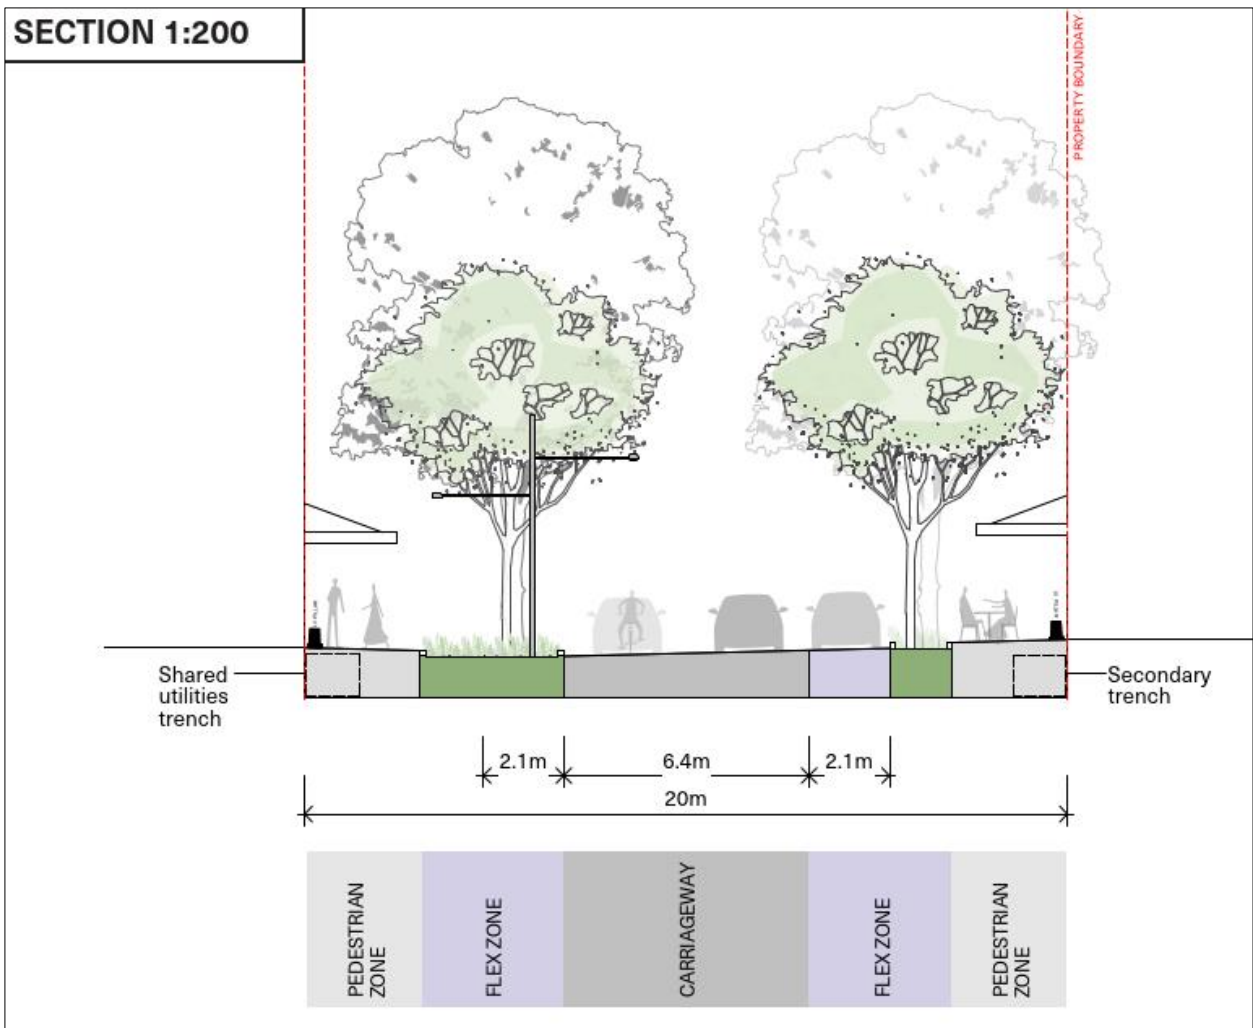 SECTION 1:200
PROPERTY BOUNDARY
Shared
utilities
trench
Secondary
trench
2.1m
6.4m
2.1m
20m
PEDESTRIAN
ZONE
FLEX ZONE
CARRIAGEWAY
FLEX ZONE
PEDESTRIAN
ZONE